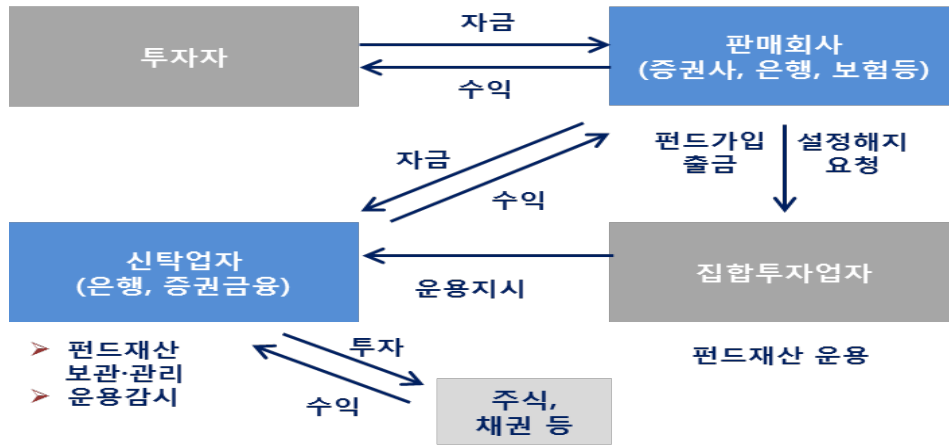 자금
투자자
판매회사
(증권사, 은행, 보험등)
수익
자금
수익
펀드가입
출금
설정해지
요청
신탁업자
(은행, 증권금융)
운용지시
집합투자업자
➢ 펀드재산
보관·관리
➢ 운용감시
투자
수익
주식,
채권 등
펀드재산 운용